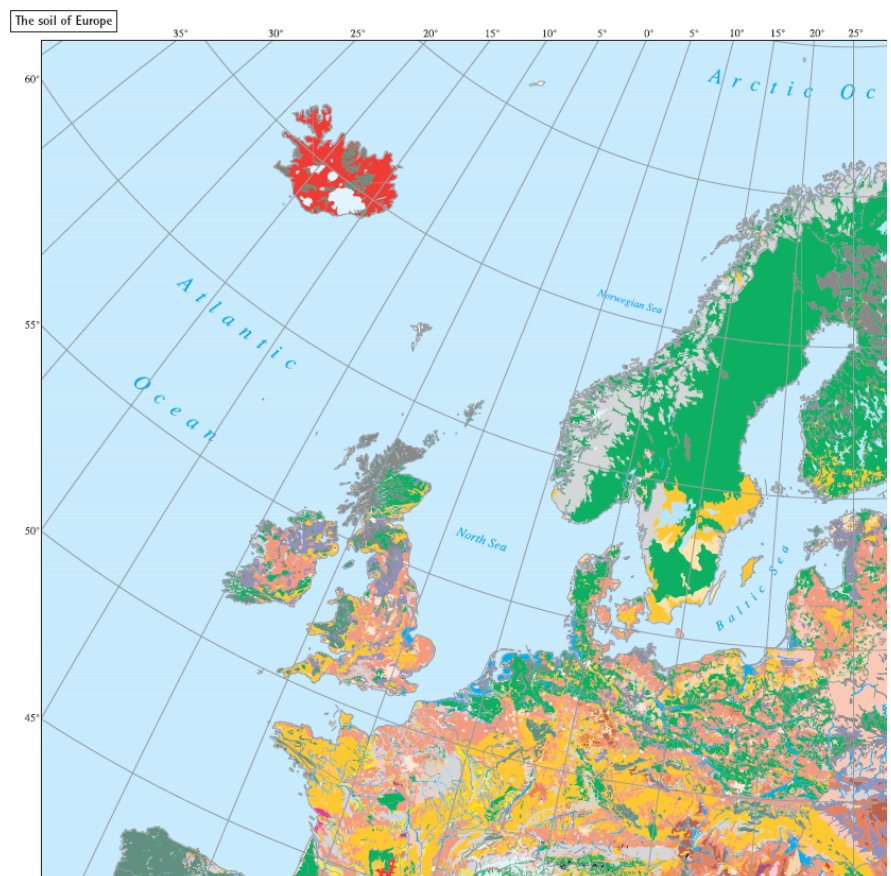 The soil of Europe
35° 30° 25° 20° 15° 10° 5° 0° 5° 10° 15° 20° 25°
60°
Arctic Oc
Norwegian Sea
Atlantic
55°
Ocean
50°
North Sea
Baltic Sea
45°